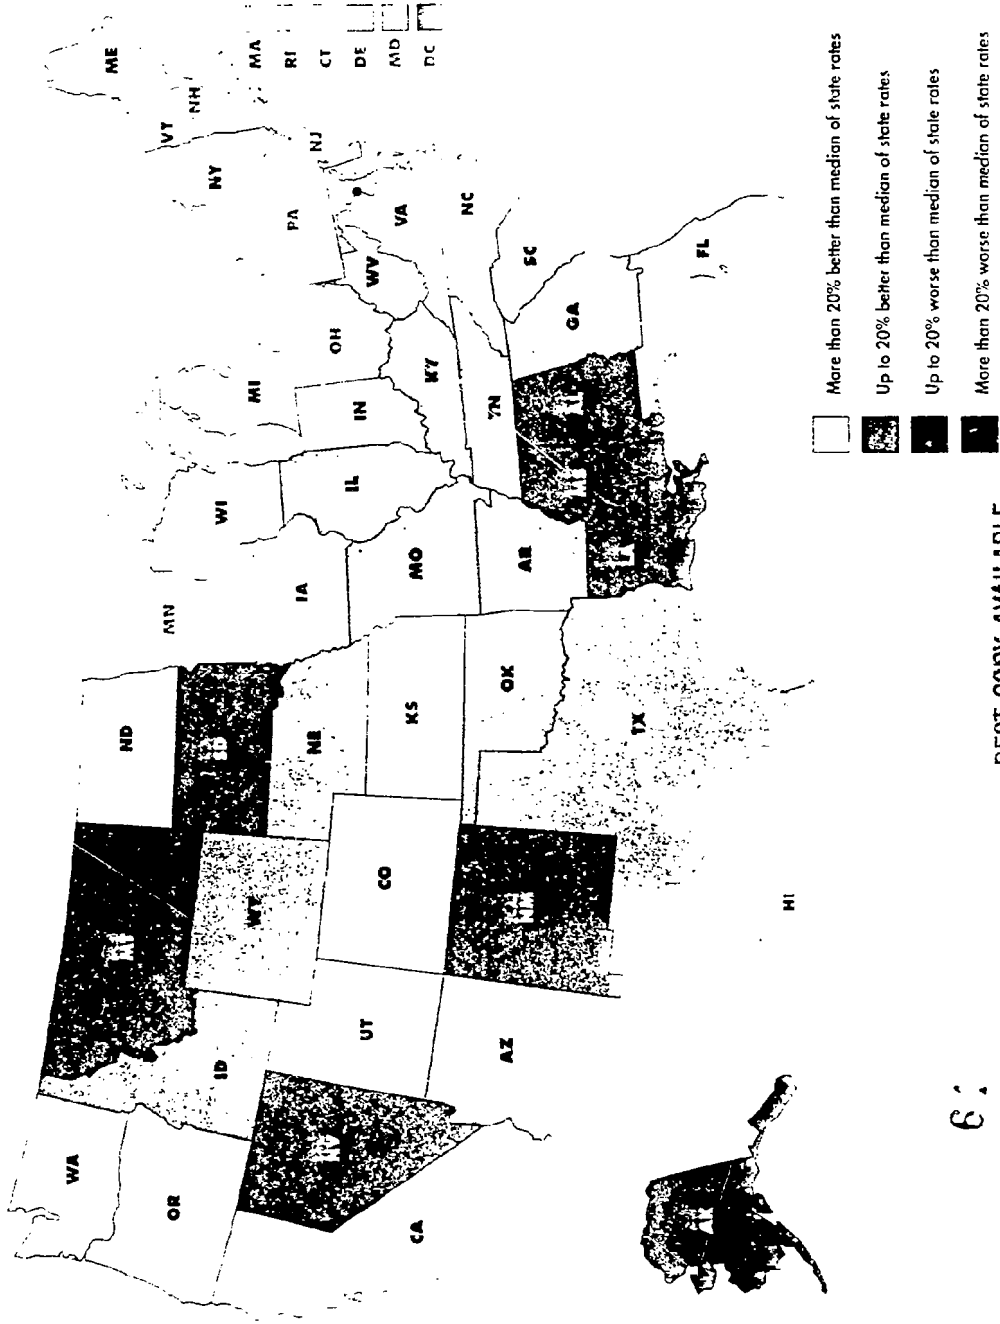 ME
VT
NH
MA
RI
CT
DE
MD
DC
NY
NJ
PA
MI
WI
MN
ND
WA
OR
ID
SD
IA
IL
IN
OH
WV
VA
NC
KY
MO
NE
WY
UT
CO
KS
NV
CA
AZ
NM
OK
AR
TN
SC
GA
FL
TX
HI
AK
More than 20% better than median of state rates
Up to 20% better than median of state rates
Up to 20% worse than median of state rates
More than 20% worse than median of state rates